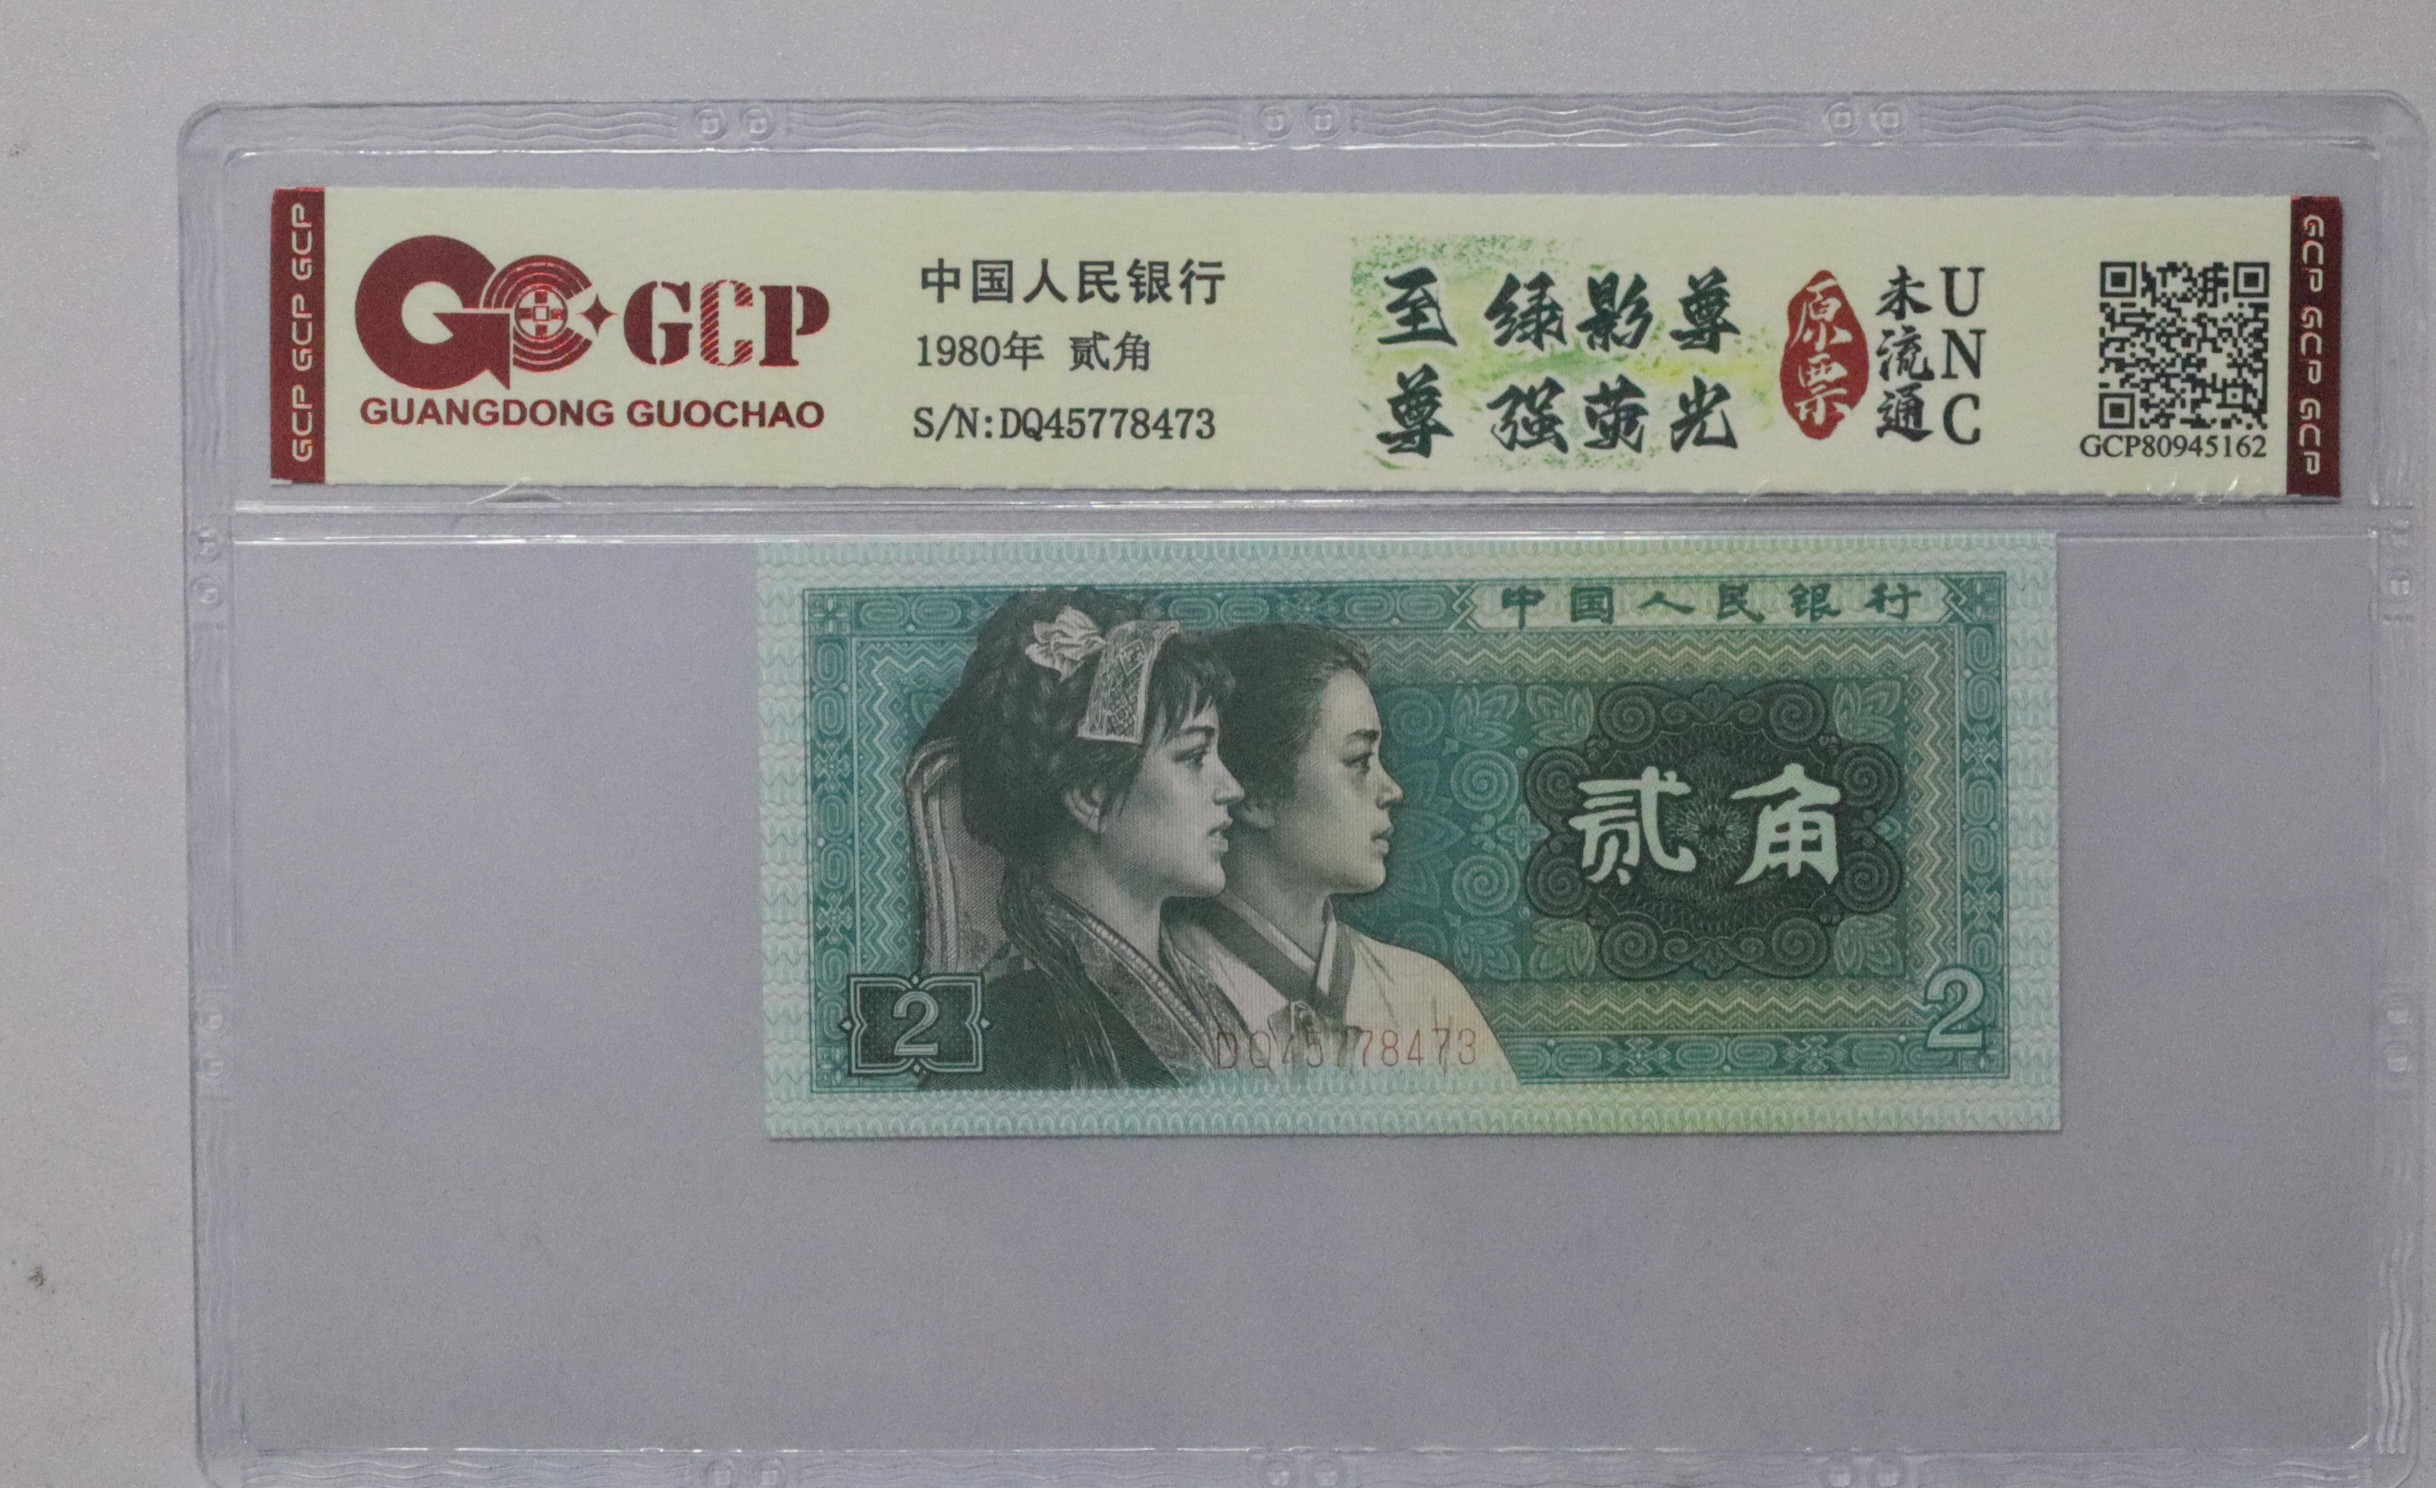 GCP GCP GCP
GCP
GUANGDONG GUOCHAO
中国人民银行
1980年 贰角
S/N:DQ45778473
至尊
绿影尊
强荧光
原票
未流通
UNC
GCP80945162
GCP GCP GCP
中国人民银行
贰角
2
2
DQ45778473